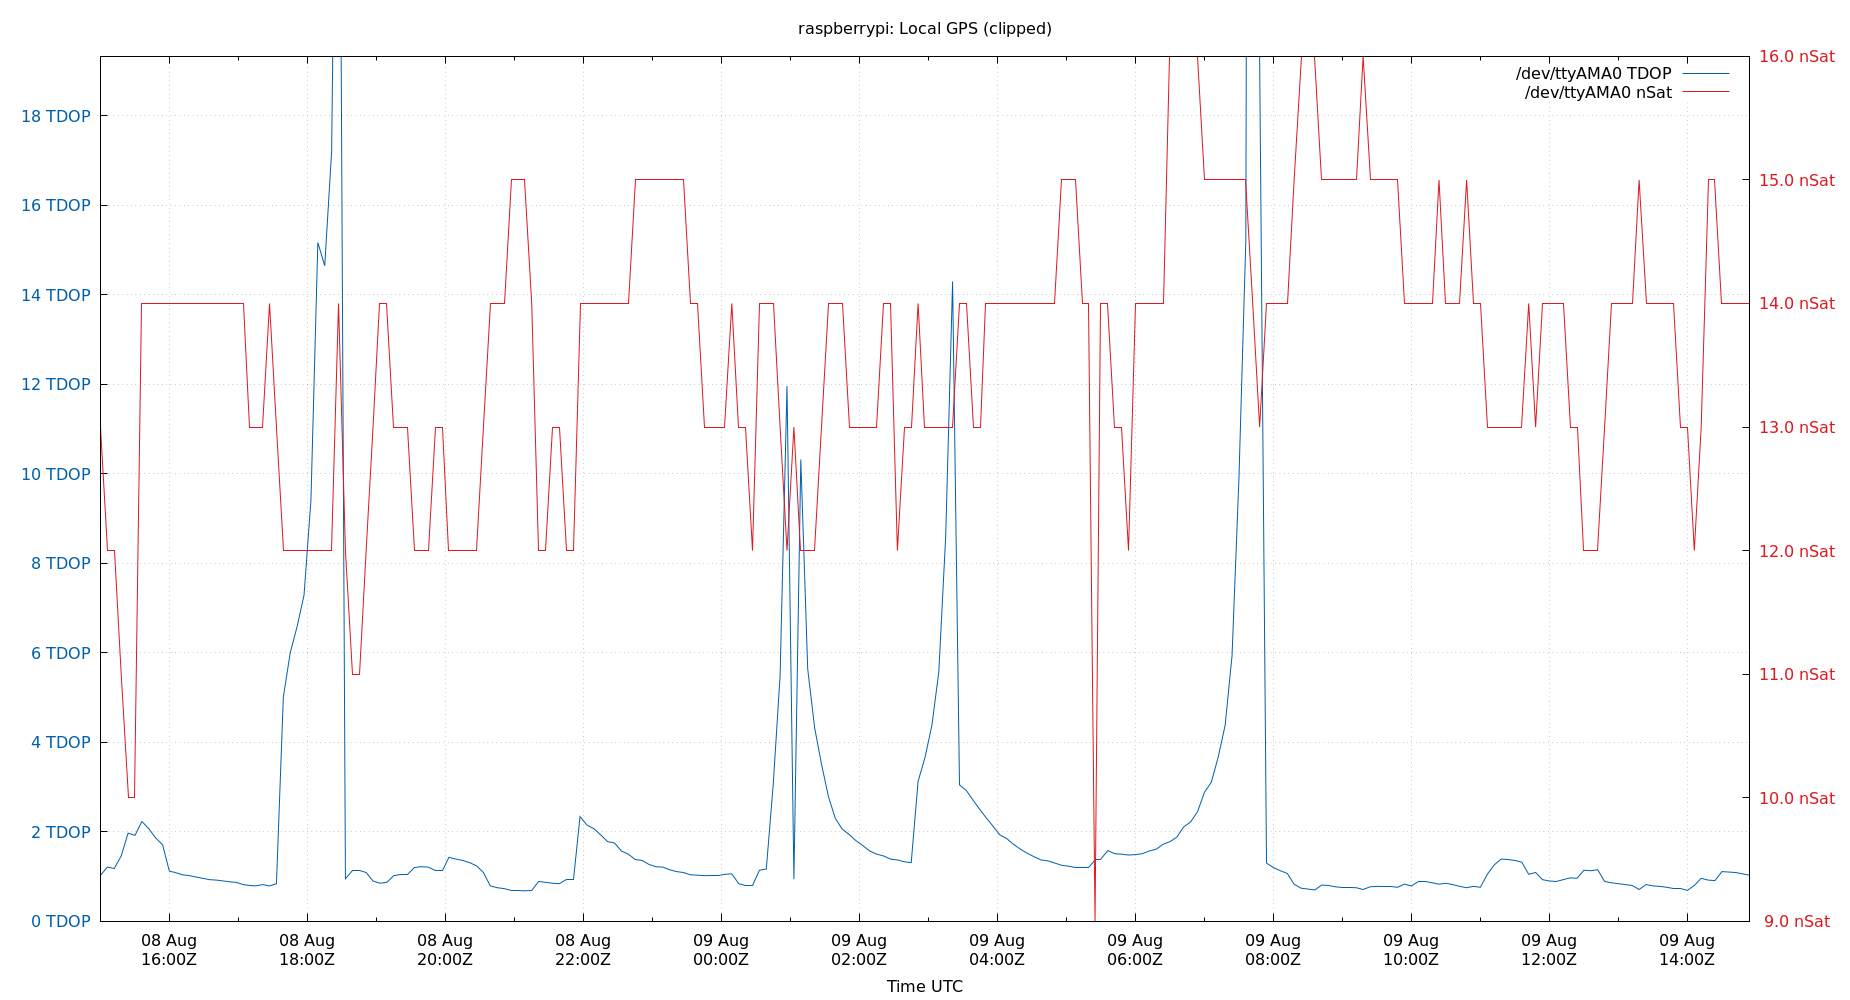 raspberrypi: Local GPS (clipped)
/dev/ttyAMA0 TDOP
/dev/ttyAMA0 nSat
18 TDOP
16 TDOP
14 TDOP
12 TDOP
10 TDOP
8 TDOP
6 TDOP
4 TDOP
2 TDOP
0 TDOP
16.0 nSat
15.0 nSat
14.0 nSat
13.0 nSat
12.0 nSat
11.0 nSat
10.0 nSat
9.0 nSat
08 Aug
16:00Z
08 Aug
18:00Z
08 Aug
20:00Z
08 Aug
22:00Z
09 Aug
00:00Z
09 Aug
02:00Z
09 Aug
04:00Z
09 Aug
06:00Z
09 Aug
08:00Z
09 Aug
10:00Z
09 Aug
12:00Z
09 Aug
14:00Z
Time UTC